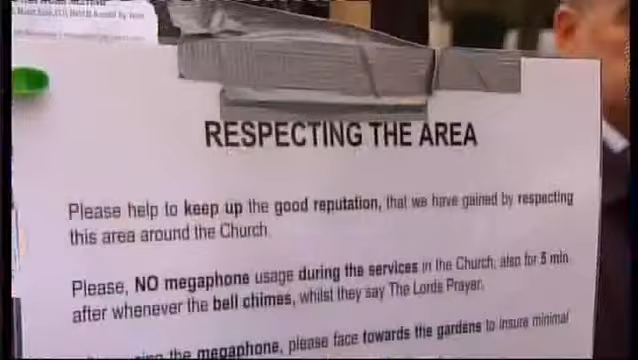 RESPECTING THE AREA
Please help to keep up the good reputation, that we have gained by respecting
this area around the Church
Please, NO megaphone usage during the services in the Church, also for 5 min
after whenever the bell chimes, whilst they say The Lords Prayer.
the megaphone, please face towards the gardens to insure minimal